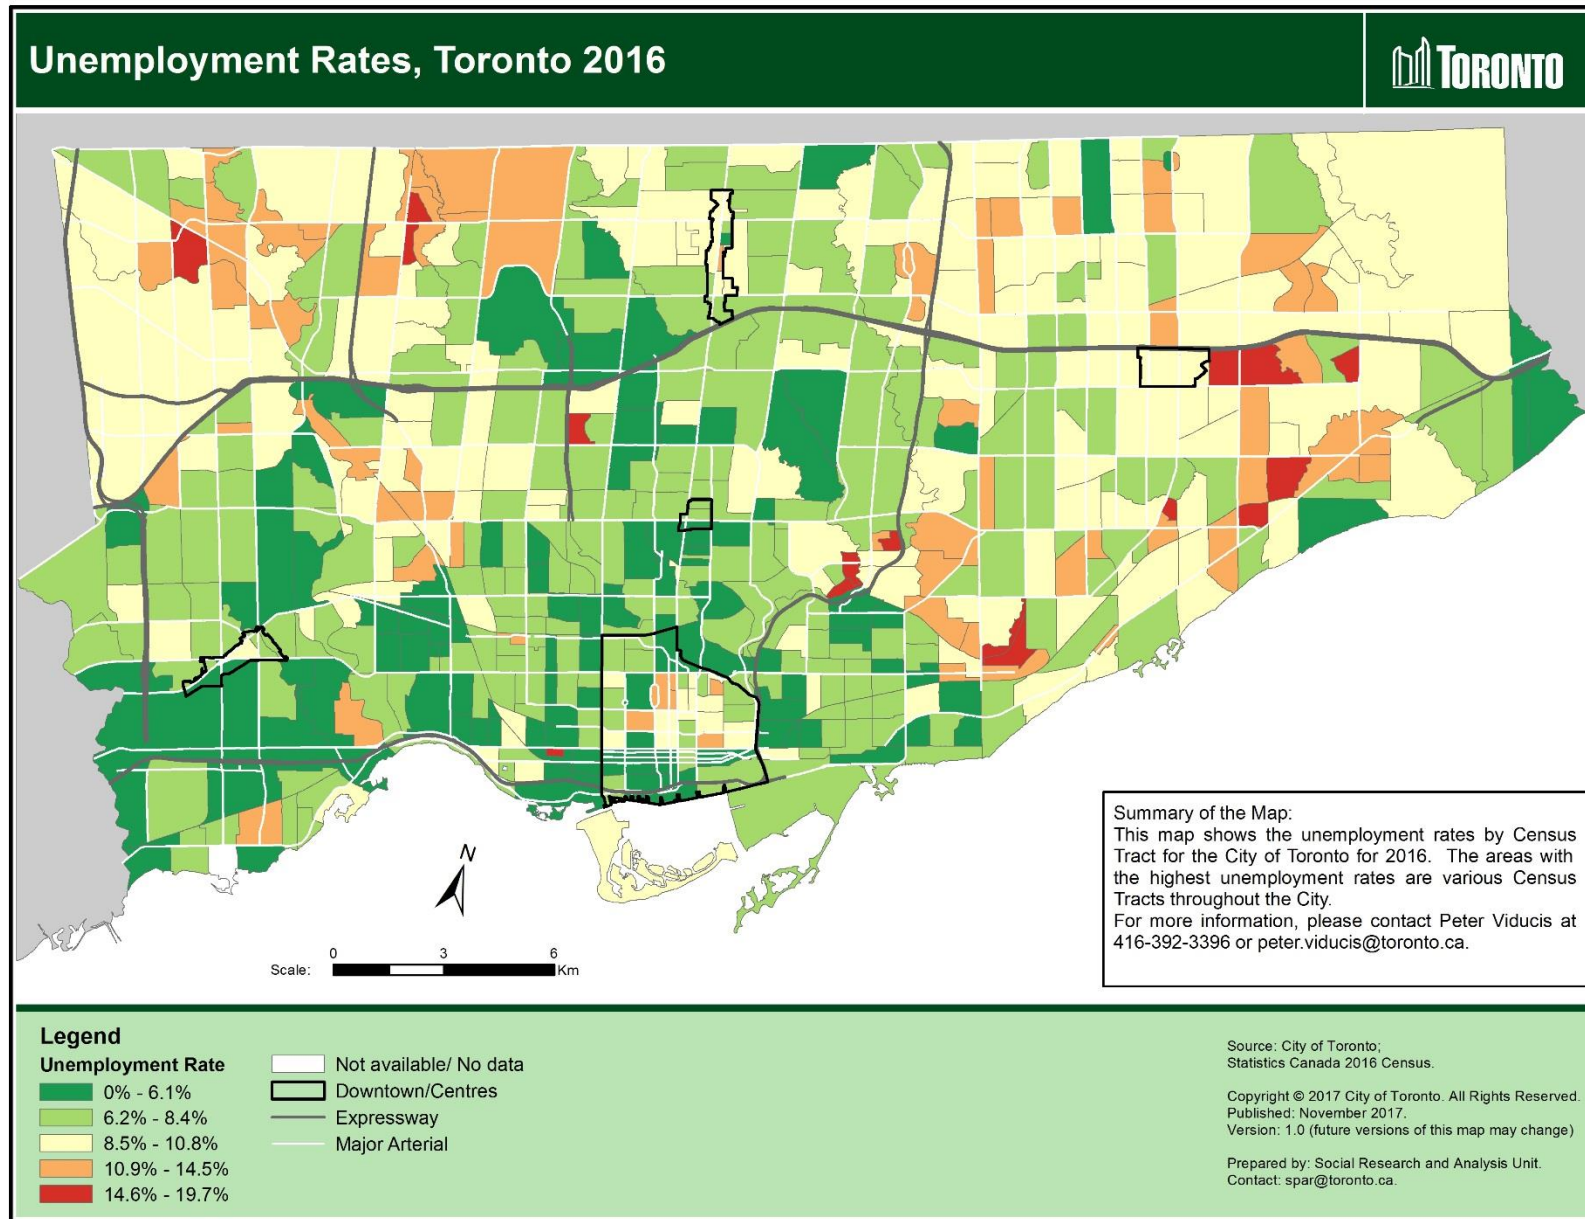 Unemployment Rates, Toronto 2016
TORONTO
N
Scale:
0 3 6
Km
Summary of the Map:
This map shows the unemployment rates by Census
Tract for the City of Toronto for 2016. The areas with
the highest unemployment rates are various Census
Tracts throughout the City.
For more information, please contact Peter Viducis at
416-392-3396 or peter.viducis@toronto.ca.
Legend
Unemployment Rate
0% - 6.1%
6.2% - 8.4%
8.5% - 10.8%
10.9% - 14.5%
14.6% - 19.7%
Not available/ No data
Downtown/Centres
Expressway
Major Arterial
Source: City of Toronto;
Statistics Canada 2016 Census.
Copyright © 2017 City of Toronto. All Rights Reserved.
Published: November 2017.
Version: 1.0 (future versions of this map may change)
Prepared by: Social Research and Analysis Unit.
Contact: spar@toronto.ca.